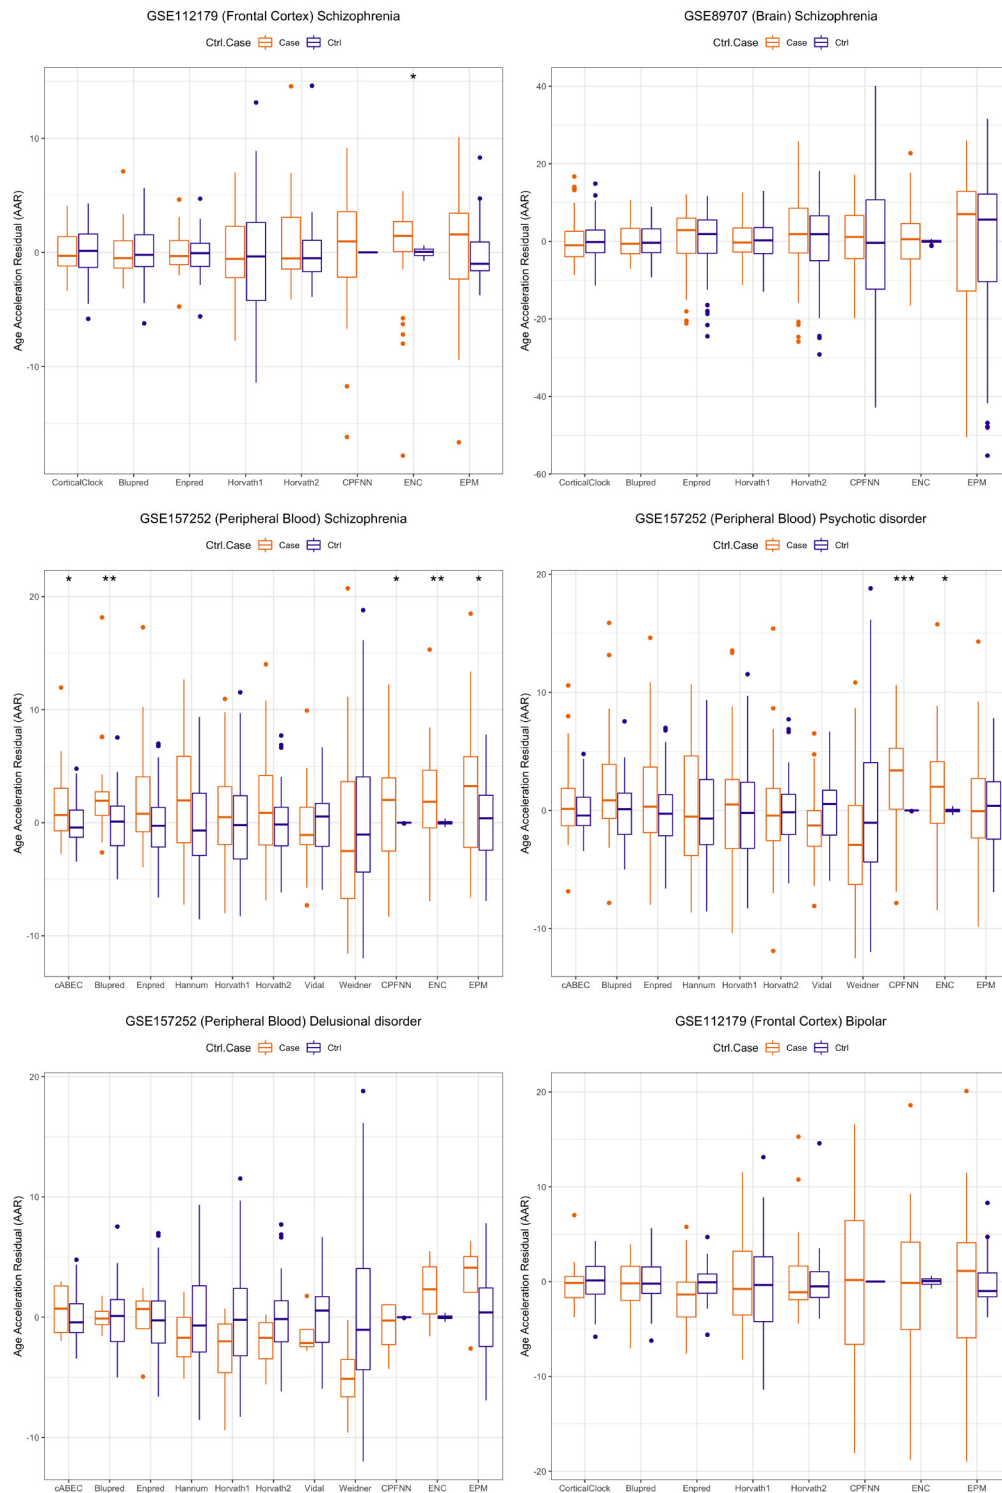 GSE112179 (Frontal Cortex) Schizophrenia
Ctrl.Case Case Ctrl
*
Age Acceleration Residual (AAR)
10
0
-10
CorticalClock Blupred Enpred Horvath1 Horvath2 CPFNN ENC EPM
GSE89707 (Brain) Schizophrenia
Ctrl.Case Case Ctrl
Age Acceleration Residual (AAR)
40
20
0
-20
-40
-60
CorticalClock Blupred Enpred Horvath1 Horvath2 CPFNN ENC EPM
GSE157252 (Peripheral Blood) Schizophrenia
Ctrl.Case Case Ctrl
* ** * ** *
Age Acceleration Residual (AAR)
20
10
0
-10
cABEC Blupred Enpred Hannum Horvath1 Horvath2 Vidal Weidner CPFNN ENC EPM
GSE157252 (Peripheral Blood) Psychotic disorder
Ctrl.Case Case Ctrl
*** *
Age Acceleration Residual (AAR)
20
10
0
-10
cABEC Blupred Enpred Hannum Horvath1 Horvath2 Vidal Weidner CPFNN ENC EPM
GSE157252 (Peripheral Blood) Delusional disorder
Ctrl.Case Case Ctrl
Age Acceleration Residual (AAR)
20
10
0
-10
cABEC Blupred Enpred Hannum Horvath1 Horvath2 Vidal Weidner CPFNN ENC EPM
GSE112179 (Frontal Cortex) Bipolar
Ctrl.Case Case Ctrl
Age Acceleration Residual (AAR)
20
10
0
-10
-20
CorticalClock Blupred Enpred Horvath1 Horvath2 CPFNN ENC EPM